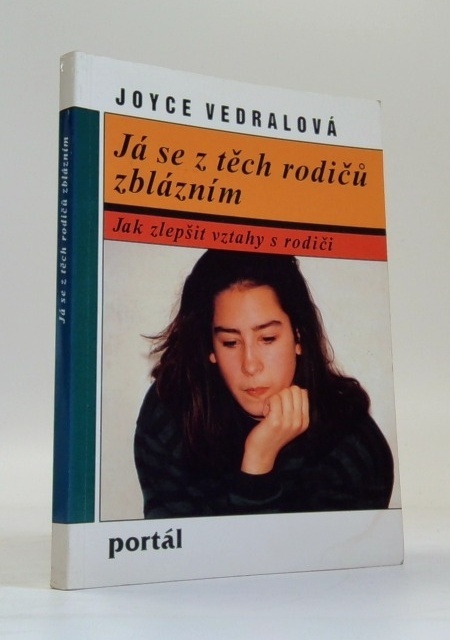 JOYCE VEDRALOVÁ
Já se z těch rodičů
zblázním
Jak zlepšit vztahy s rodiči
portál
Já se z těch rodičů zblázním